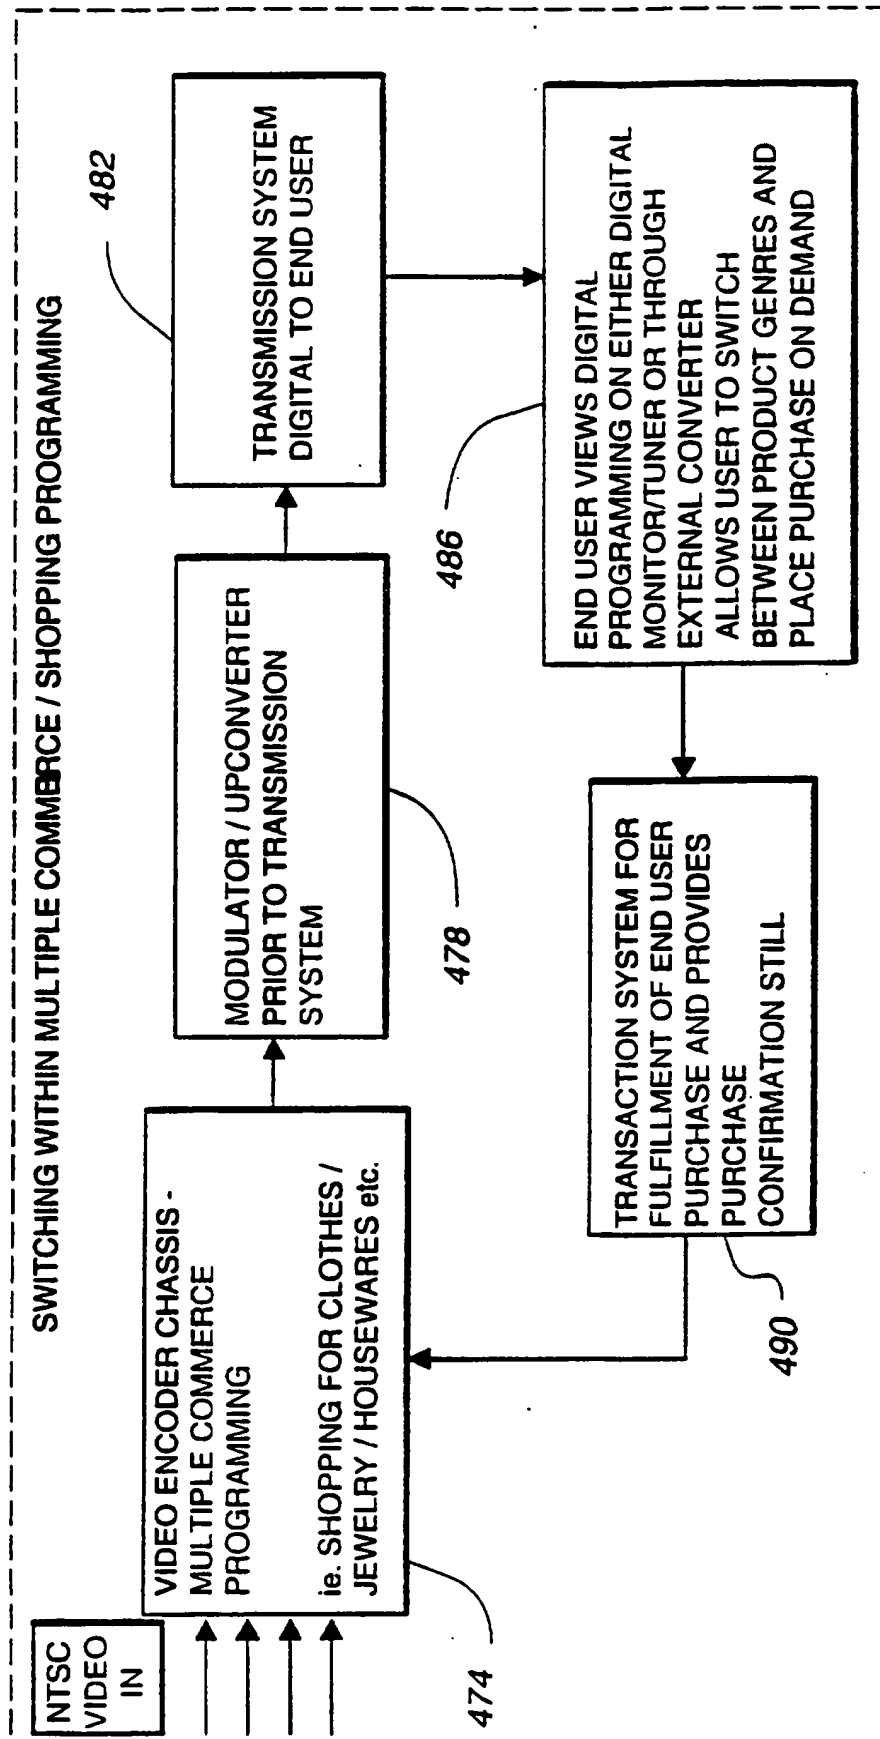 SWITCHING WITHIN MULTIPLE COMMERCE / SHOPPING PROGRAMMING
NTSC
VIDEO
IN
VIDEO ENCODER CHASSIS -
MULTIPLE COMMERCE
PROGRAMMING
ie. SHOPPING FOR CLOTHES /
JEWELRY / HOUSEWARES etc.
474
MODULATOR / UPCONVERTER
PRIOR TO TRANSMISSION
SYSTEM
478
TRANSMISSION SYSTEM
DIGITAL TO END USER
482
END USER VIEWS DIGITAL
PROGRAMMING ON EITHER DIGITAL
MONITOR/TUNER OR THROUGH
EXTERNAL CONVERTER
ALLOWS USER TO SWITCH
BETWEEN PRODUCT GENRES AND
PLACE PURCHASE ON DEMAND
486
TRANSACTION SYSTEM FOR
FULFILLMENT OF END USER
PURCHASE AND PROVIDES
PURCHASE
CONFIRMATION STILL
490